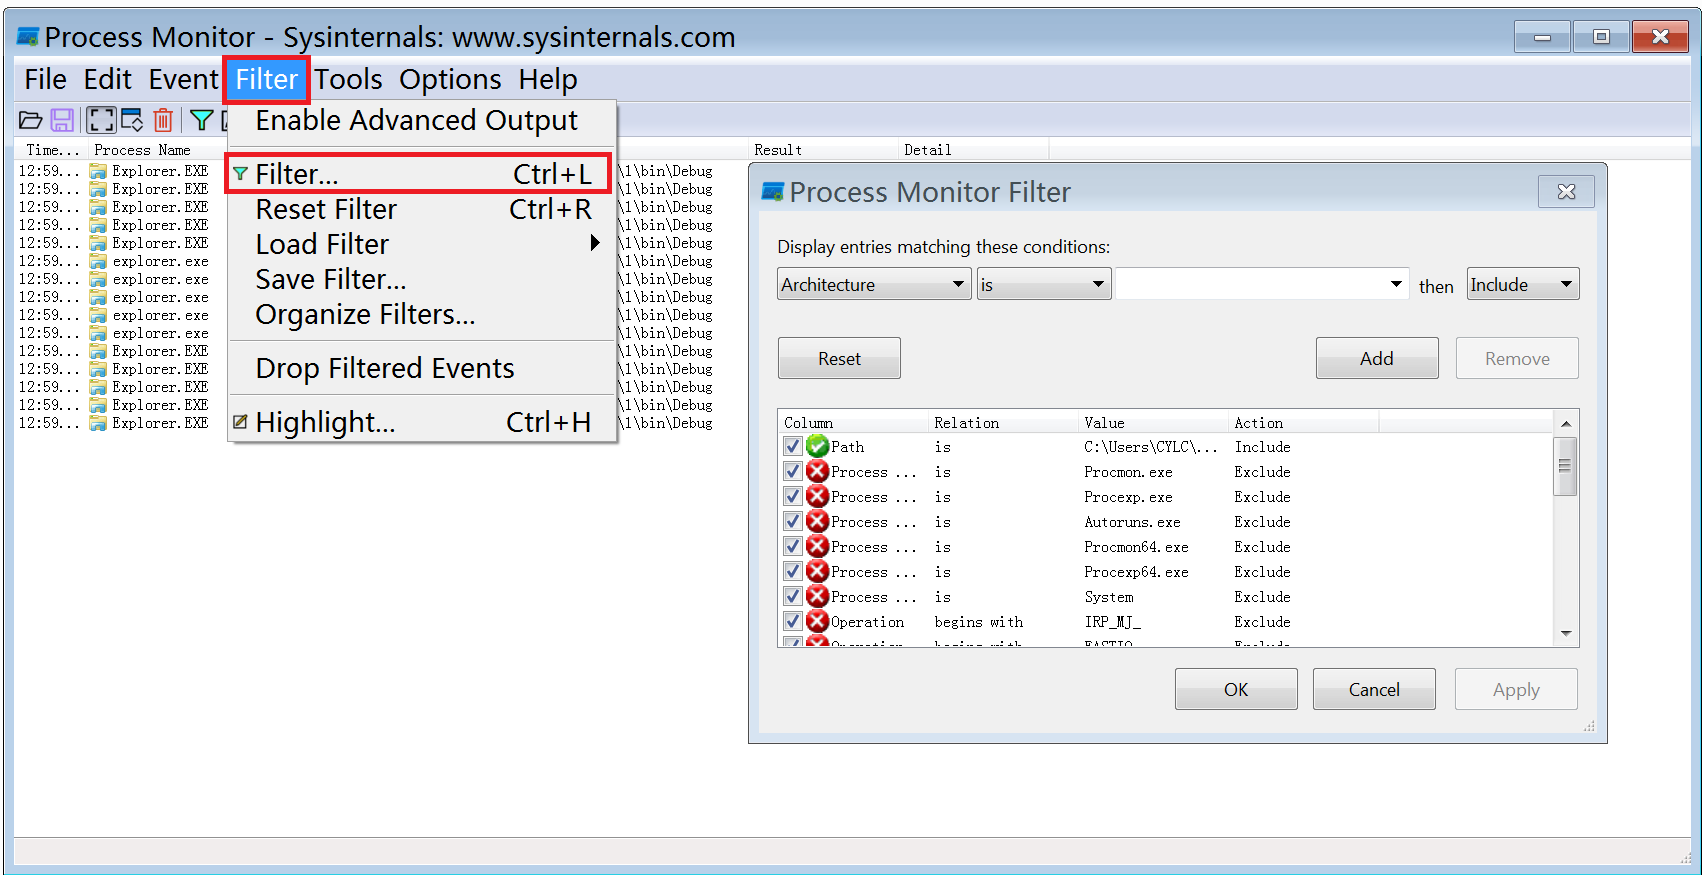 Process Monitor - Sysinternals: www.sysinternals.com
File Edit Event Filter Tools Options Help
Enable Advanced Output
Filter... Ctrl+L
Reset Filter Ctrl+R
Load Filter
Save Filter...
Organize Filters...
Drop Filtered Events
Highlight... Ctrl+H
Time... Process Name Result Detail
12:59... Explorer.EXE \1\bin\Debug
12:59... Explorer.EXE \1\bin\Debug
12:59... Explorer.EXE \1\bin\Debug
12:59... Explorer.EXE \1\bin\Debug
12:59... Explorer.EXE \1\bin\Debug
12:59... explorer.exe \1\bin\Debug
12:59... explorer.exe \1\bin\Debug
12:59... explorer.exe \1\bin\Debug
12:59... explorer.exe \1\bin\Debug
12:59... explorer.exe \1\bin\Debug
12:59... Explorer.EXE \1\bin\Debug
12:59... Explorer.EXE \1\bin\Debug
12:59... Explorer.EXE \1\bin\Debug
12:59... Explorer.EXE \1\bin\Debug
12:59... Explorer.EXE \1\bin\Debug
Process Monitor Filter
Display entries matching these conditions:
Architecture is then Include
Reset Add Remove
Column Relation Value Action
Path is C:\Users\CYLC\... Include
Process ... is Procmon.exe Exclude
Process ... is Procexp.exe Exclude
Process ... is Autoruns.exe Exclude
Process ... is Procmon64.exe Exclude
Process ... is Procexp64.exe Exclude
Process ... is System Exclude
Operation begins with IRP_MJ_ Exclude
OK Cancel Apply